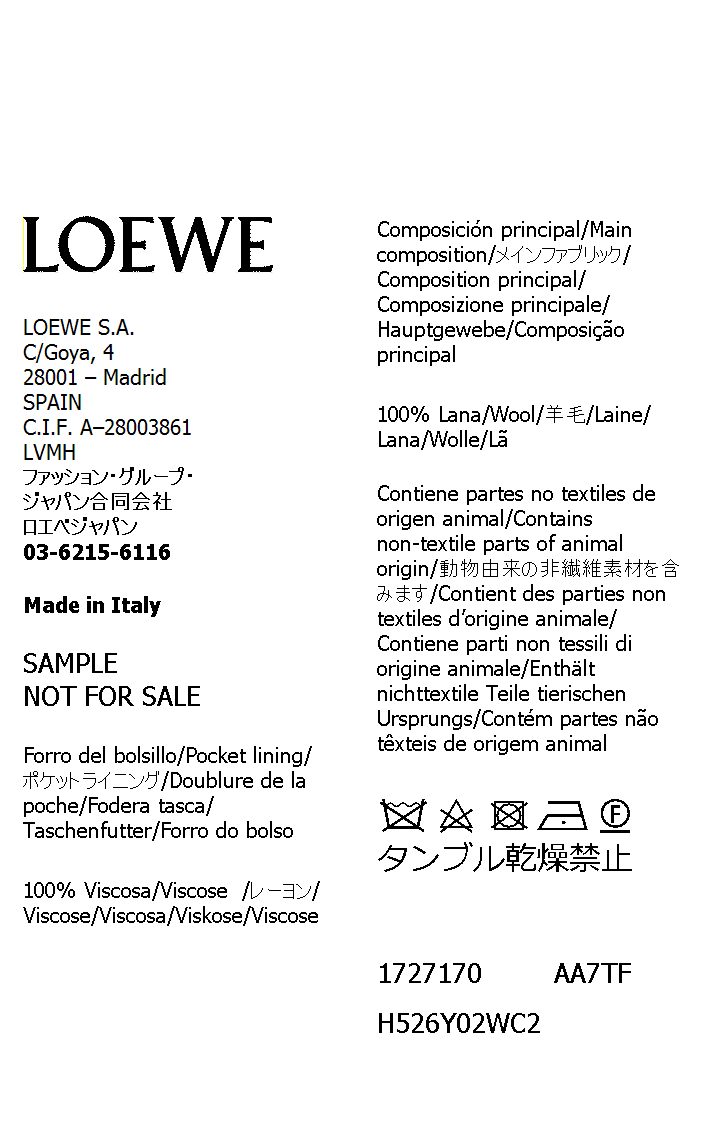 LOEWE
LOEWE S.A.
C/Goya, 4
28001 – Madrid
SPAIN
C.I.F. A–28003861
LVMH
ファッション・グループ・
ジャパン合同会社
ロエベジャパン
03-6215-6116
Made in Italy
SAMPLE
NOT FOR SALE
Forro del bolsillo/Pocket lining/
ポケットライニング/Doublure de la
poche/Fodera tasca/
Taschenfutter/Forro do bolso
100% Viscosa/Viscose /レーヨン/
Viscose/Viscosa/Viskose/Viscose
Composición principal/Main
composition/メインファブリック/
Composition principal/
Composizione principale/
Hauptgewebe/Composição
principal
100% Lana/Wool/羊毛/Laine/
Lana/Wolle/Lã
Contiene partes no textiles de
origen animal/Contains
non-textile parts of animal
origin/動物由来の非繊維素材を含
みます/Contient des parties non
textiles d’origine animale/
Contiene parti non tessili di
origine animale/Enthält
nichttextile Teile tierischen
Ursprungs/Contém partes não
têxteis de origem animal
F
タンブル乾燥禁止
1727170 AA7TF
H526Y02WC2